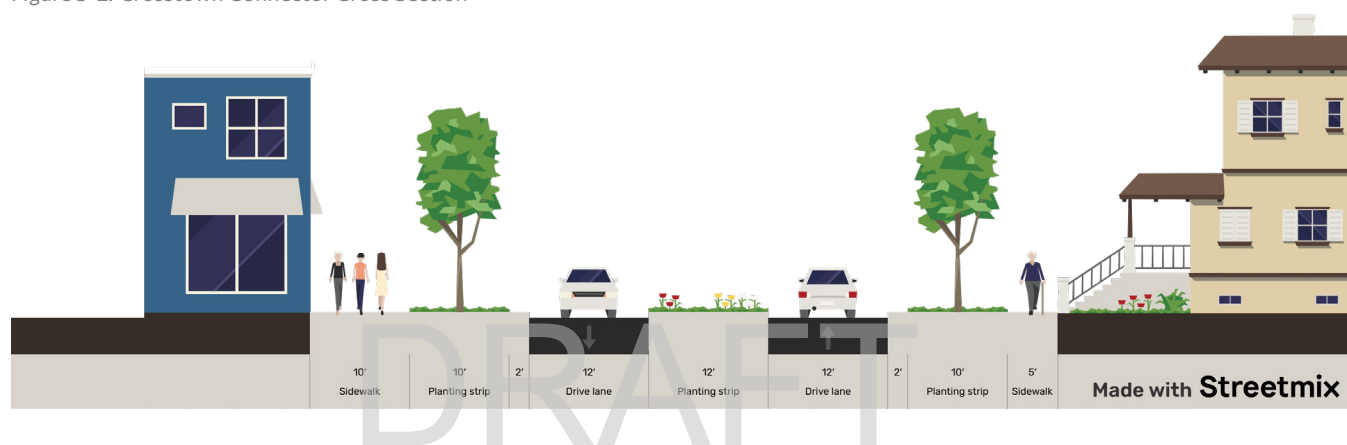 10' 10' 2' 12' 12' 12' 2' 10' 5'
Sidewalk Planting strip Drive lane Planting strip Drive lane Planting strip Sidewalk
Made with Streetmix
DRAFT